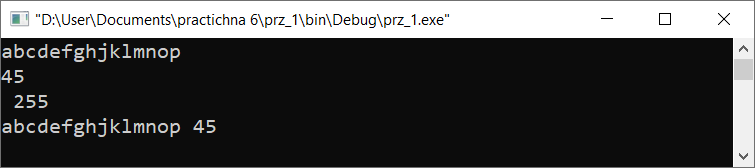 "D:\User\Documents\practichna 6\prz_1\bin\Debug\prz_1.exe"
abcdefghjklmnop
45
 255
abcdefghjklmnop 45